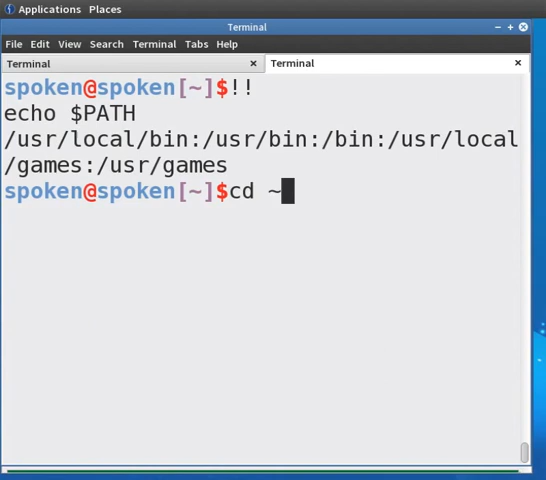 Applications Places
Terminal
File Edit View Search Terminal Tabs Help
Terminal Terminal
spoken@spoken[~]$!!
echo $PATH
/usr/local/bin:/usr/bin:/bin:/usr/local
/games:/usr/games
spoken@spoken[~]$cd ~